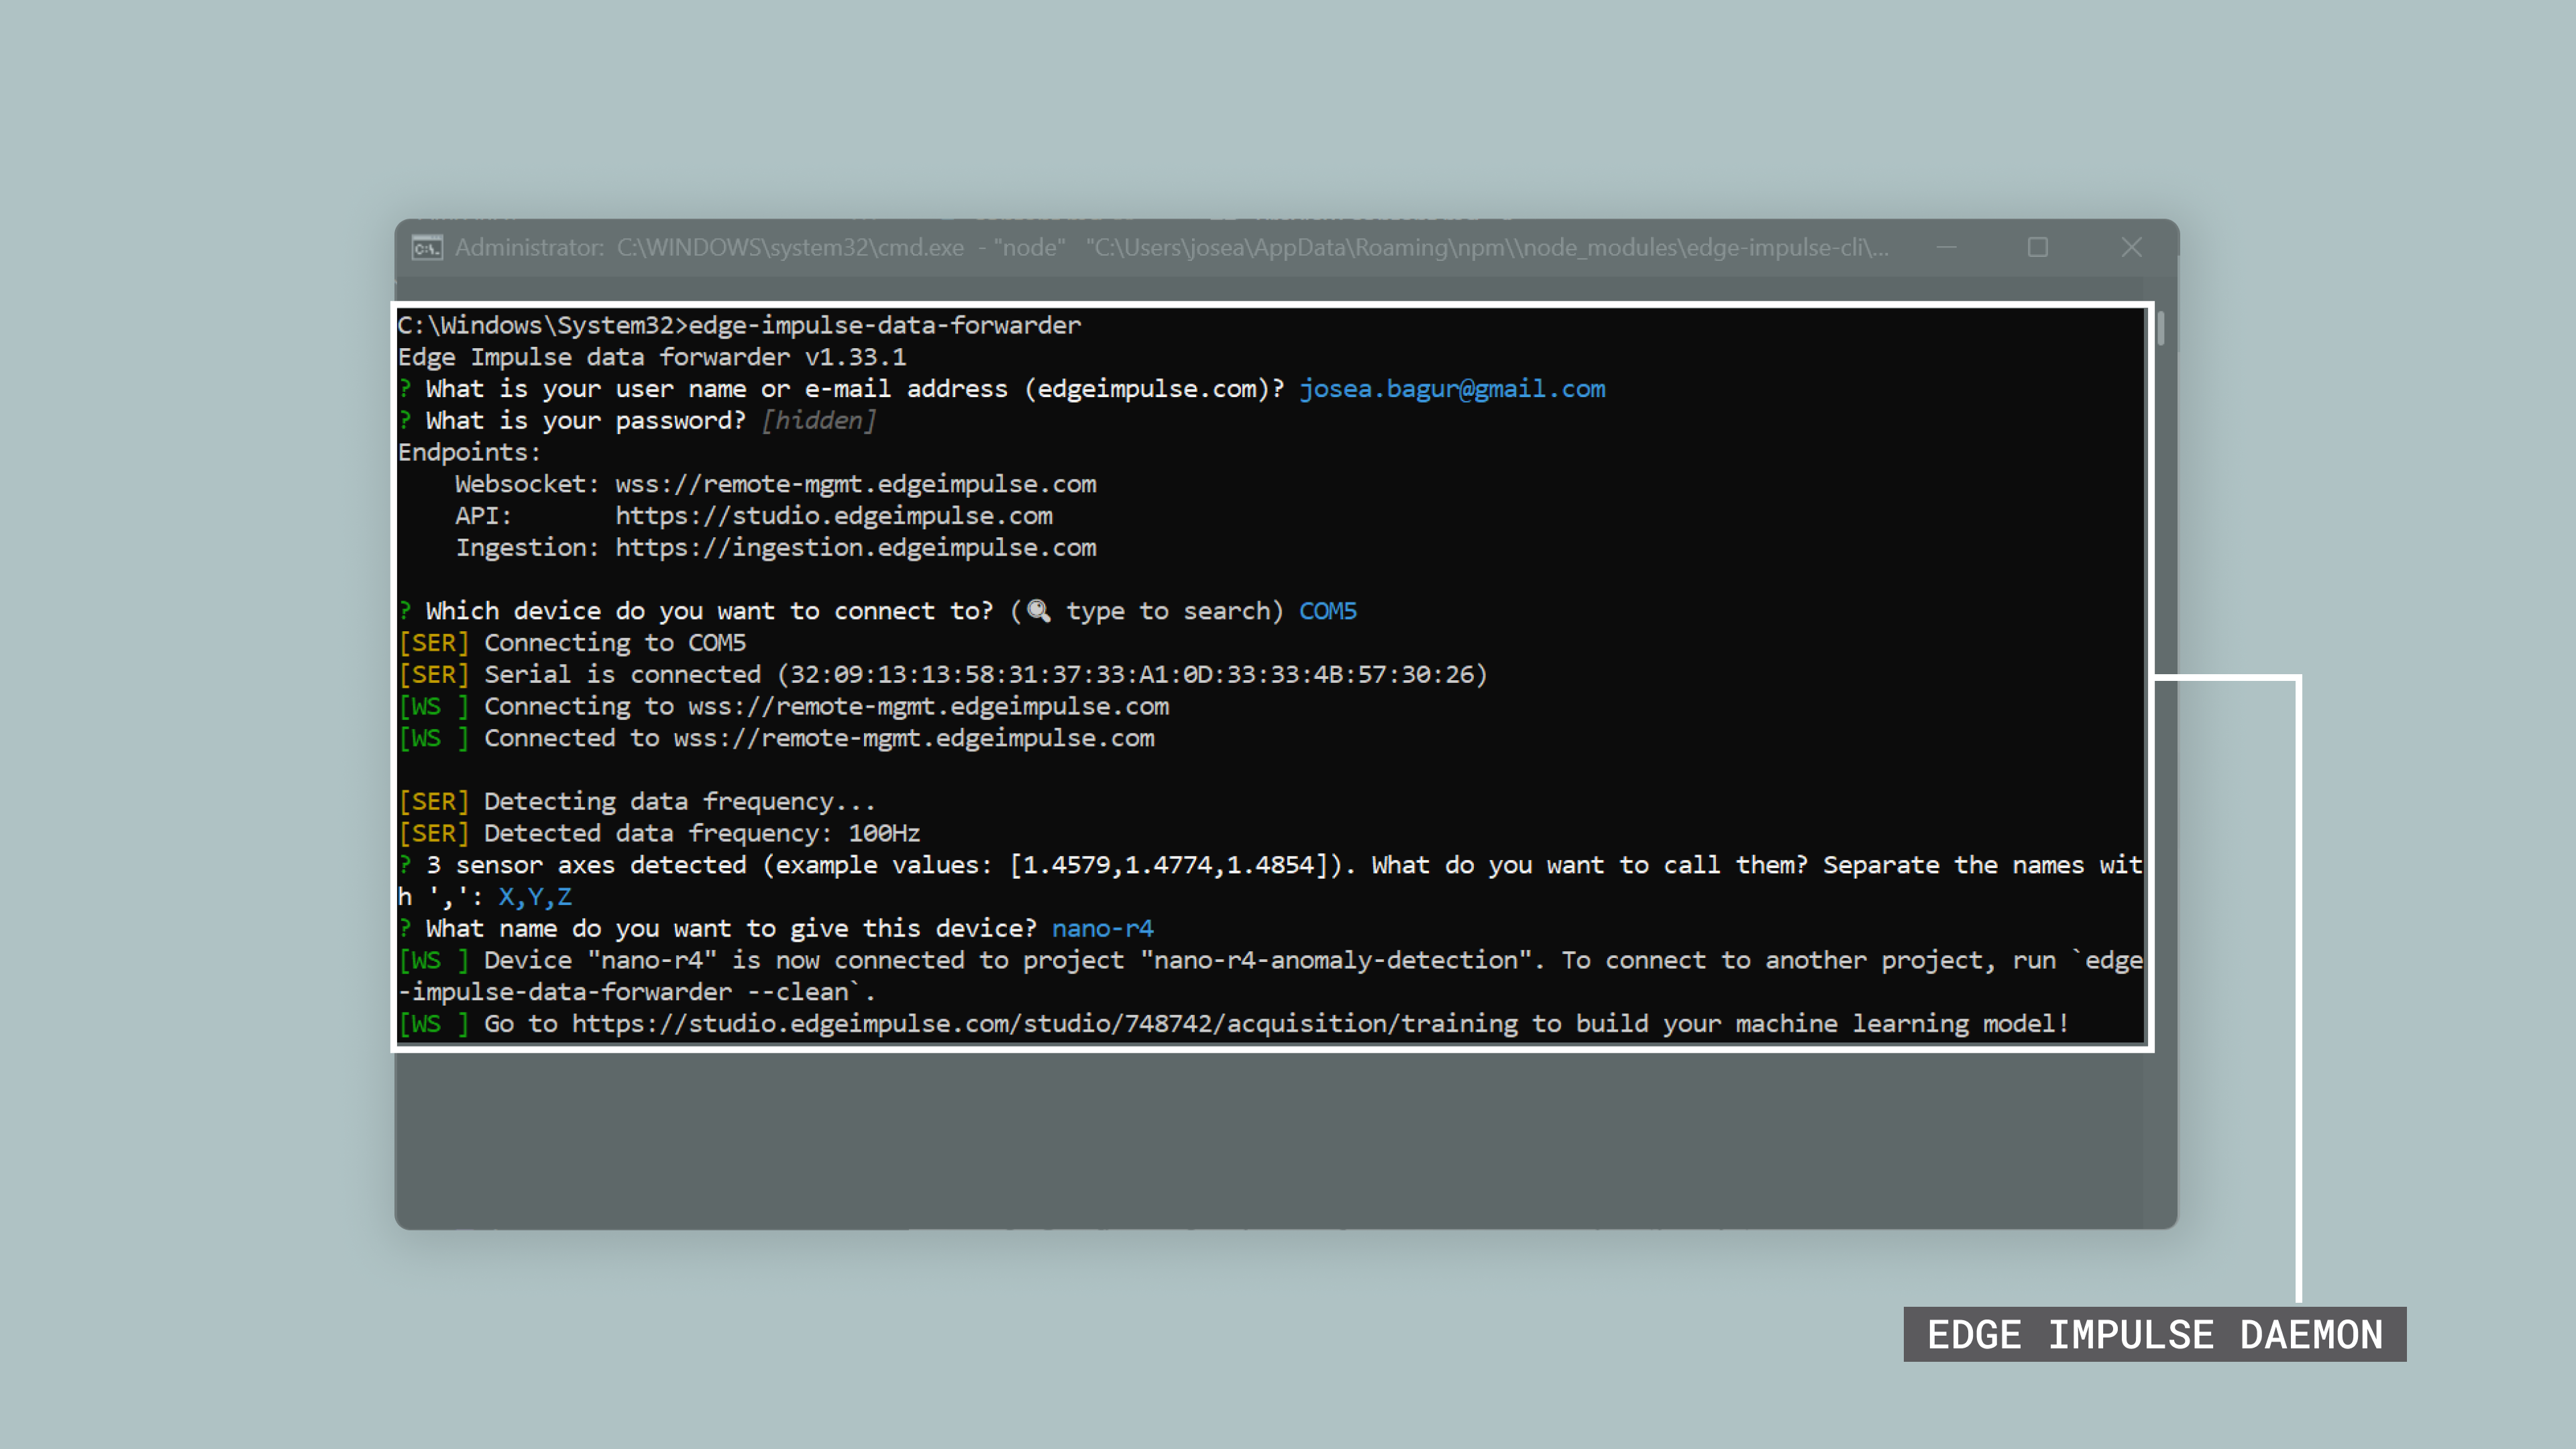 Administrator: C:\WINDOWS\system32\cmd.exe - "node" "C:\Users\josea\AppData\Roaming\npm\\node_modules\edge-impulse-cli\...
C:\Windows\System32>edge-impulse-data-forwarder
Edge Impulse data forwarder v1.33.1
? What is your user name or e-mail address (edgeimpulse.com)? josea.bagur@gmail.com
? What is your password? [hidden]
Endpoints:
    Websocket: wss://remote-mgmt.edgeimpulse.com
    API:       https://studio.edgeimpulse.com
    Ingestion: https://ingestion.edgeimpulse.com
? Which device do you want to connect to? (🔍 type to search) COM5
[SER] Connecting to COM5
[SER] Serial is connected (32:09:13:13:58:31:37:33:A1:0D:33:33:4B:57:30:26)
[WS ] Connecting to wss://remote-mgmt.edgeimpulse.com
[WS ] Connected to wss://remote-mgmt.edgeimpulse.com
[SER] Detecting data frequency...
[SER] Detected data frequency: 100Hz
? 3 sensor axes detected (example values: [1.4579,1.4774,1.4854]). What do you want to call them? Separate the names wit
h ',': X,Y,Z
? What name do you want to give this device? nano-r4
[WS ] Device "nano-r4" is now connected to project "nano-r4-anomaly-detection". To connect to another project, run `edge
-impulse-data-forwarder --clean`.
[WS ] Go to https://studio.edgeimpulse.com/studio/748742/acquisition/training to build your machine learning model!
EDGE IMPULSE DAEMON